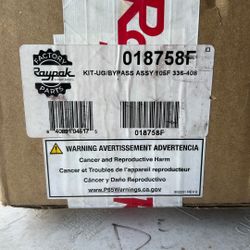 FACTORY
Raypak
PARTS
018758F
KIT-UG/BYPASS ASSY 105F 336-408
018758F
WARNING AVERTISSEMENT ADVERTENCIA
Cancer and Reproductive Harm
Cancer et Troubles de l'appareil reproducteur
Cáncer y Daño Reproductivo
www.P65Warnings.ca.gov